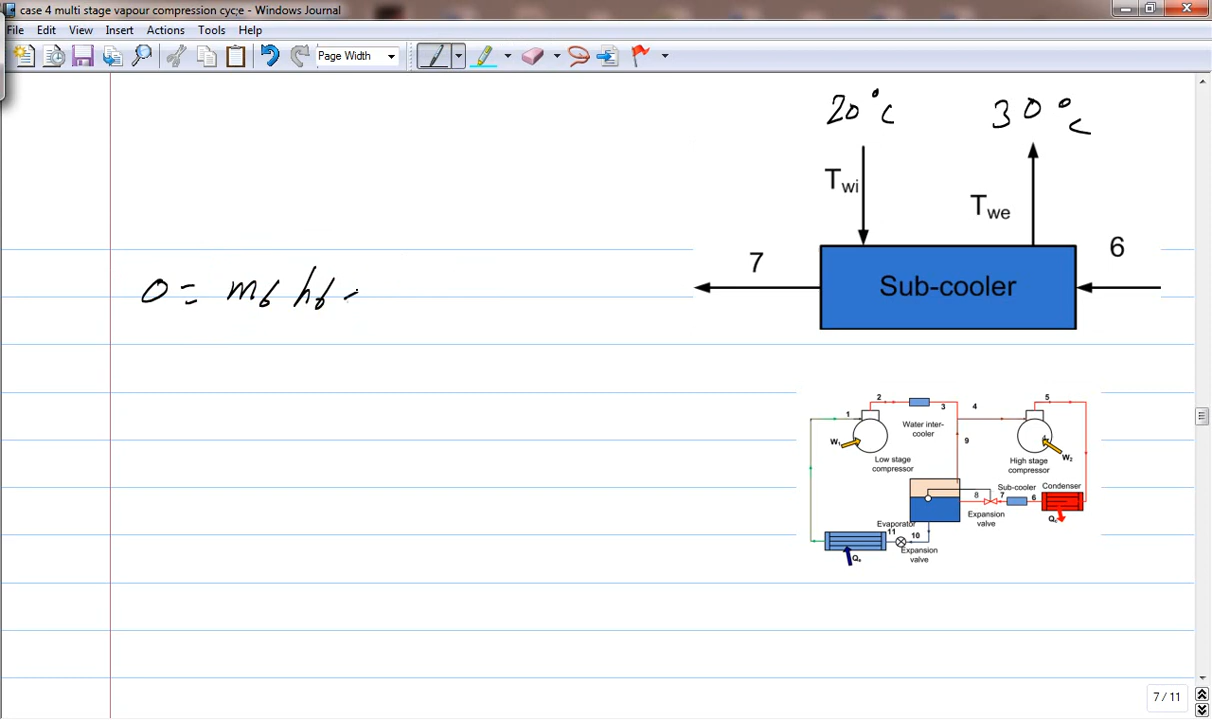 case 4 multi stage vapour compression cyc;e - Windows Journal
File Edit View Insert Actions Tools Help
Page Width
20°c 30°c
Twi
Twe
7
6
Sub-cooler
0 = m6 h6 -
2
5
3
4
1
Water inter-
cooler
9
W1
W2
Low stage
compressor
High stage
compressor
Sub-cooler
Condenser
8
7
6
Expansion
valve
Qc
Evaporator
11
10
Expansion
valve
Qe
7 / 11